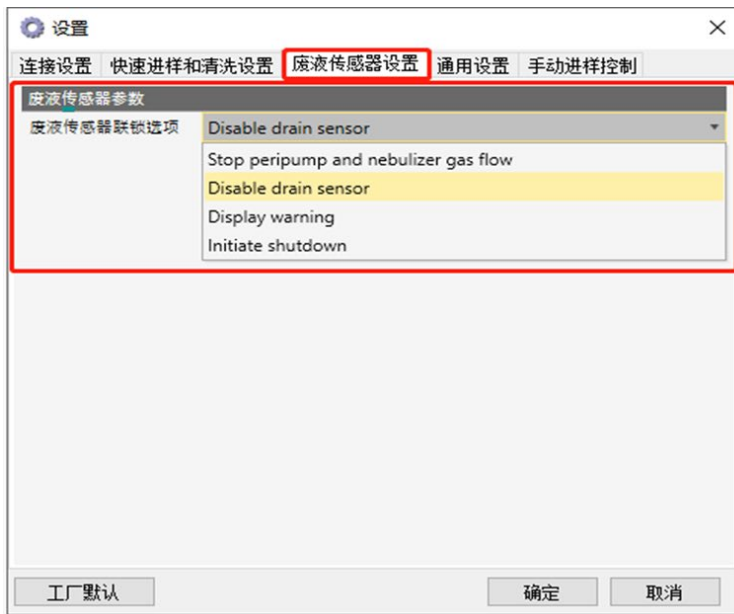 设置
连接设置 快速进样和清洗设置 废液传感器设置 通用设置 手动进样控制
废液传感器参数
废液传感器联锁选项 Disable drain sensor
Stop peripump and nebulizer gas flow
Disable drain sensor
Display warning
Initiate shutdown
工厂默认 确定 取消